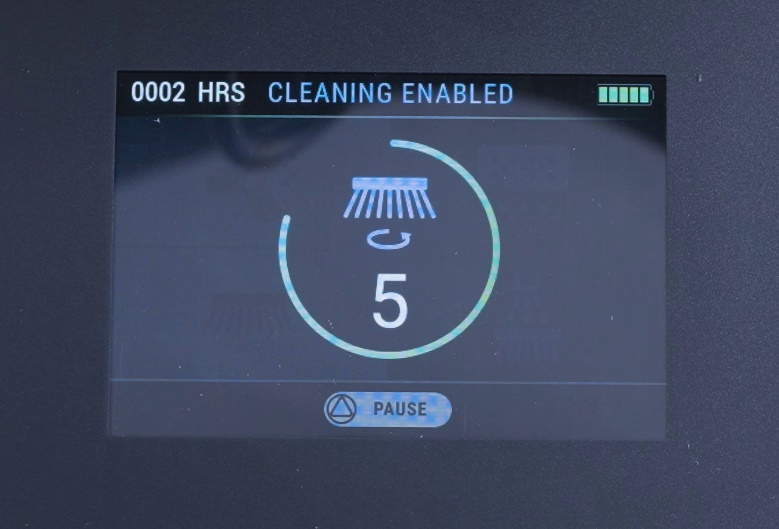 0002 HRS CLEANING ENABLED
5
PAUSE